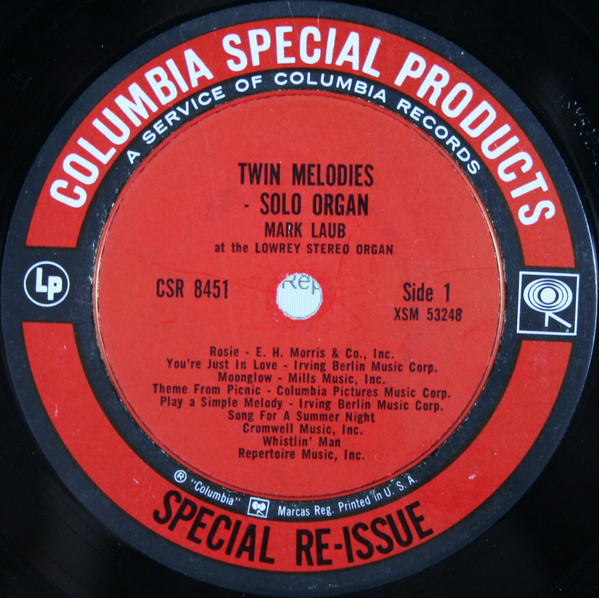 COLUMBIA SPECIAL PRODUCTS
A SERVICE OF COLUMBIA RECORDS
TWIN MELODIES
- SOLO ORGAN
MARK LAUB
at the LOWREY STEREO ORGAN
LP
CSR 8451
Rep
Side 1
XSM 53248
Rosie - E. H. Morris & Co., Inc.
You're Just In Love - Irving Berlin Music Corp.
Moonglow - Mills Music, Inc.
Theme From Picnic - Columbia Pictures Music Corp.
Play a Simple Melody - Irving Berlin Music Corp.
Song For A Summer Night
Cromwell Music, Inc.
Whistlin' Man
Repertoire Music, Inc.
® "Columbia" Marcas Reg. Printed in U. S. A.
SPECIAL RE-ISSUE